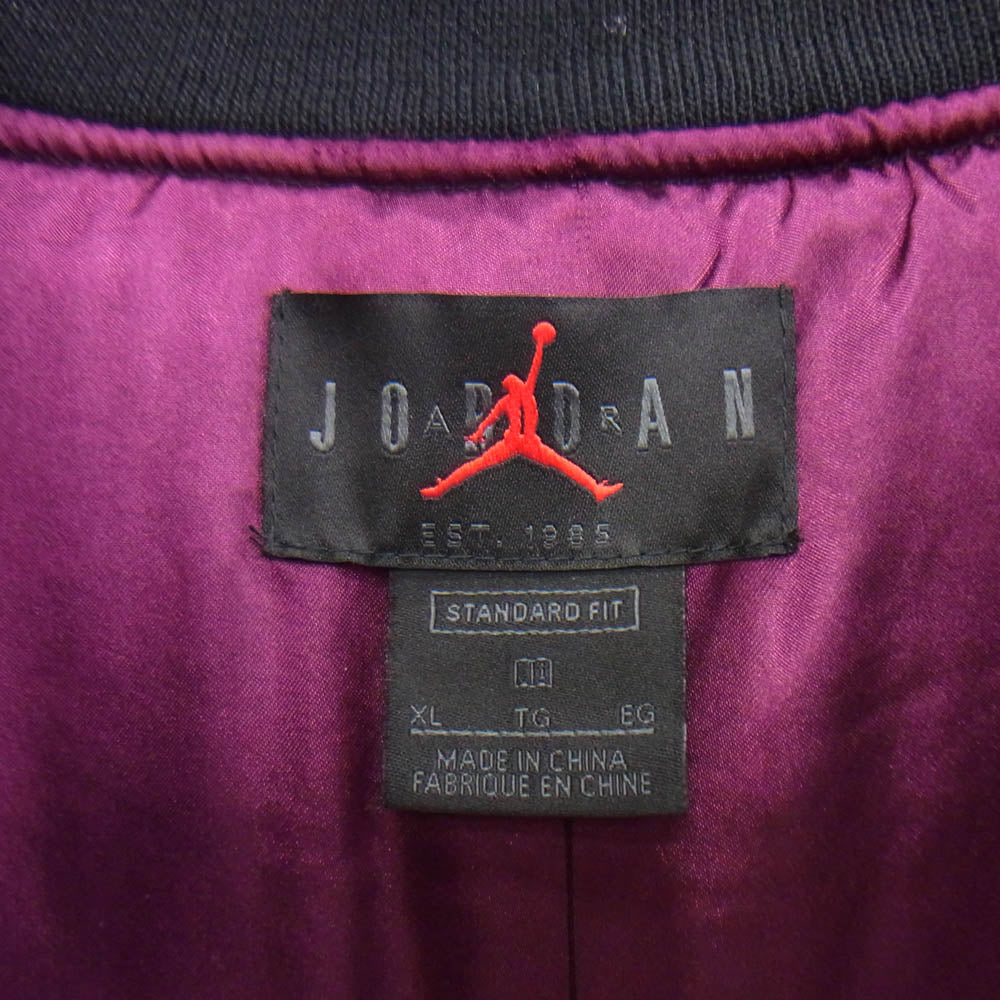 JORDAN
AIR
EST. 1985
STANDARD FIT
XL TG EG
MADE IN CHINA
FABRIQUE EN CHINE